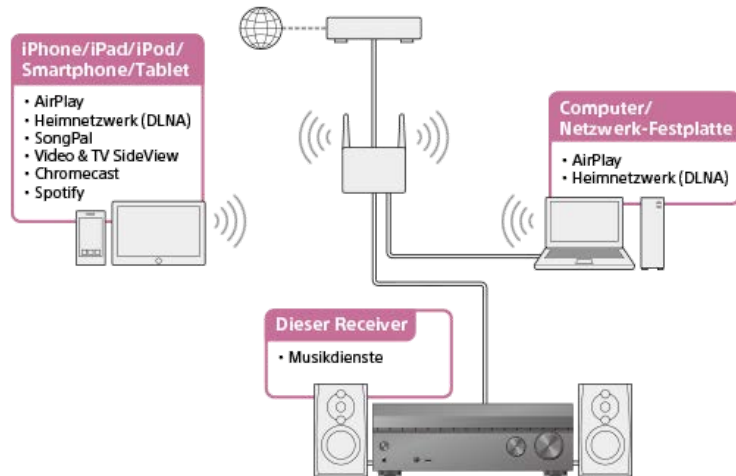 iPhone/iPad/iPod/
Smartphone/Tablet
• AirPlay
• Heimnetzwerk (DLNA)
• SongPal
• Video & TV SideView
• Chromecast
• Spotify
Computer/
Netzwerk-Festplatte
• AirPlay
• Heimnetzwerk (DLNA)
Dieser Receiver
• Musikdienste